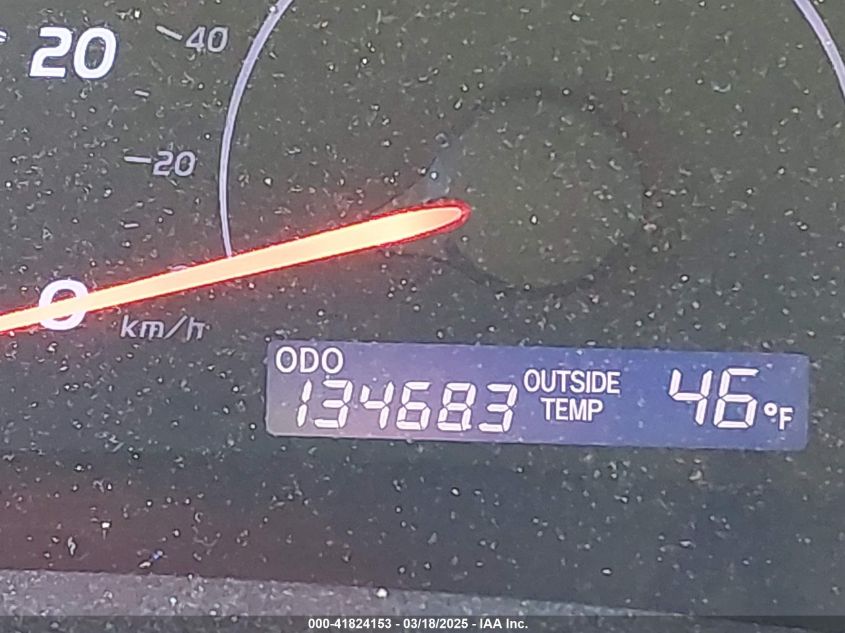 20
40
20
0
km/h
ODO
134683
OUTSIDE
TEMP
46°F
000-41824153 - 03/18/2025 - IAA Inc.